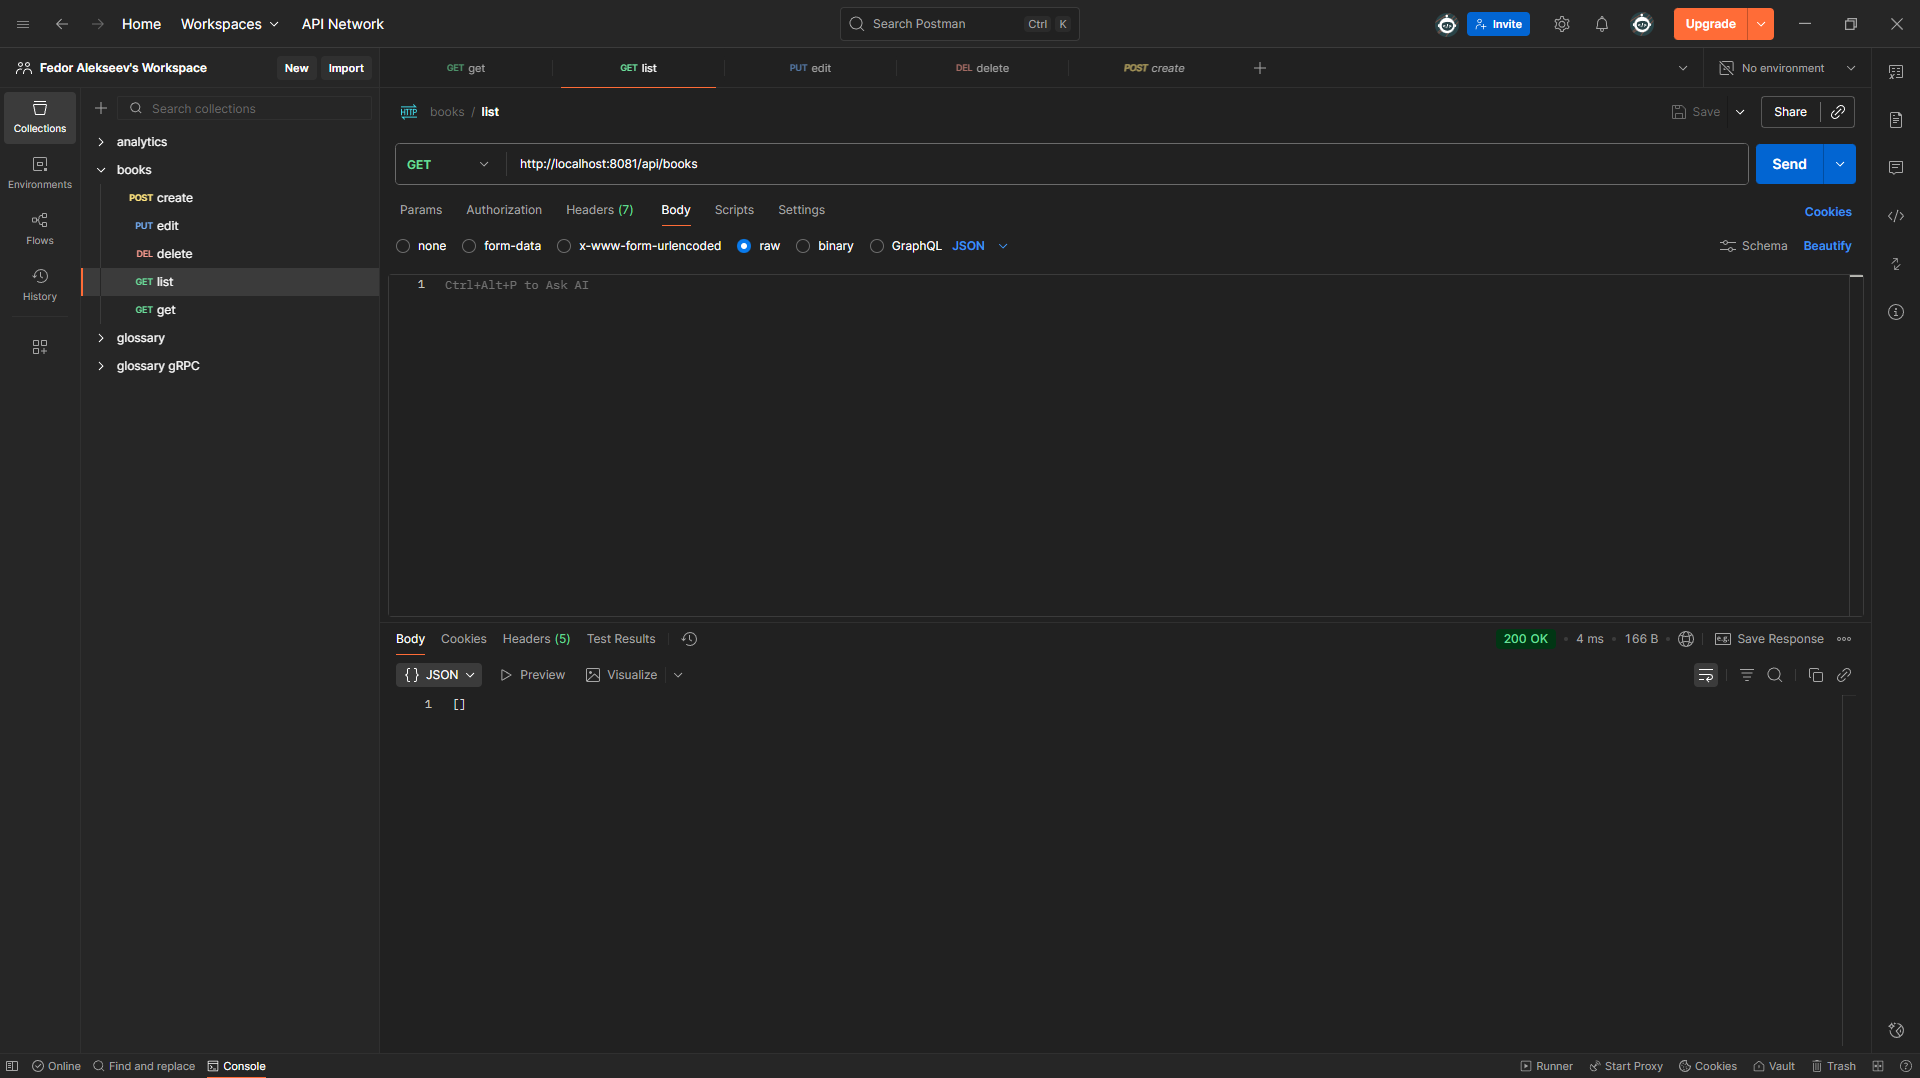 Home Workspaces API Network Search Postman Ctrl K Invite Upgrade
Fedor Alekseev's Workspace New Import GET get GET list PUT edit DEL delete POST create No environment
Collections
Environments
Flows
History
Search collections
analytics
books
POST create
PUT edit
DEL delete
GET list
GET get
glossary
glossary gRPC
HTTP books / list Save Share
GET http://localhost:8081/api/books Send
Params Authorization Headers (7) Body Scripts Settings Cookies
none form-data x-www-form-urlencoded raw binary GraphQL JSON Schema Beautify
1 Ctrl+Alt+P to Ask AI
Body Cookies Headers (5) Test Results 200 OK • 4 ms • 166 B • e.g. Save Response
{} JSON Preview Visualize
1 []
Online Find and replace Console Runner Start Proxy Cookies Vault Trash